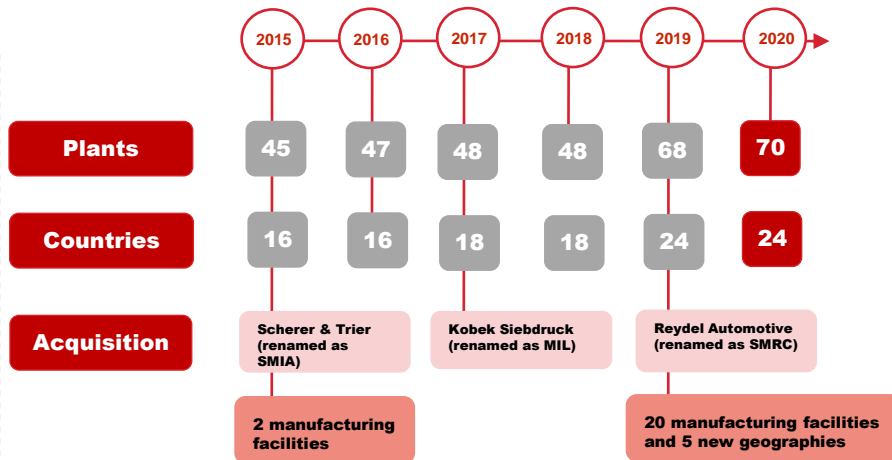 2015 2016 2017 2018 2019 2020
Plants 45 47 48 48 68 70
Countries 16 16 18 18 24 24
Acquisition
Scherer & Trier
(renamed as
SMIA)
Kobek Siebdruck
(renamed as MIL)
Reydel Automotive
(renamed as SMRC)
2 manufacturing
facilities
20 manufacturing facilities
and 5 new geographies